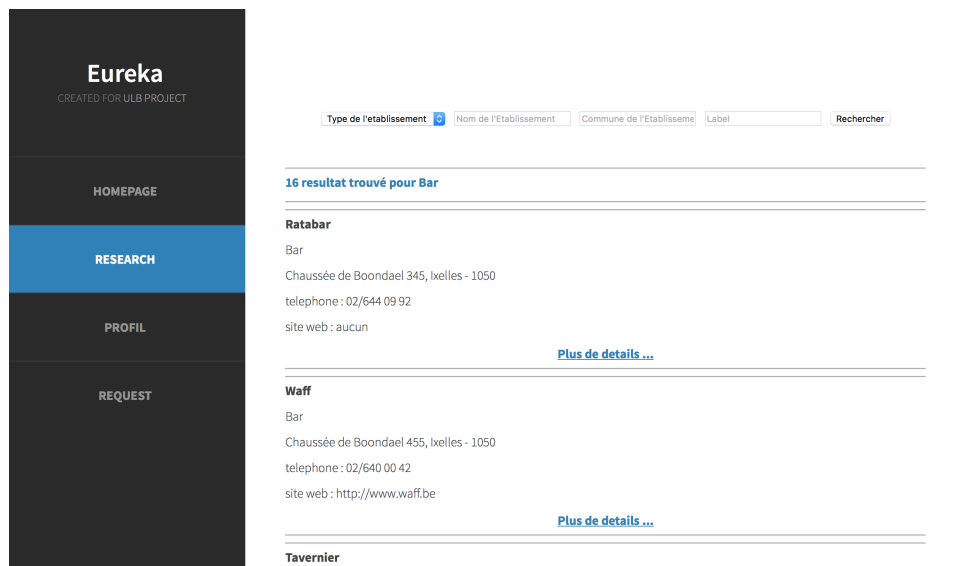 Eureka
CREATED FOR ULB PROJECT
HOMEPAGE
RESEARCH
PROFIL
REQUEST
Type de l'etablissement
Nom de l'Etablissement
Commune de l'Etablisseme
Label
Rechercher
16 resultat trouvé pour Bar
Ratabar
Bar
Chaussée de Boondael 345, Ixelles - 1050
telephone : 02/644 09 92
site web : aucun
Plus de details ...
Waff
Bar
Chaussée de Boondael 455, Ixelles - 1050
telephone : 02/640 00 42
site web : http://www.waff.be
Plus de details ...
Tavernier